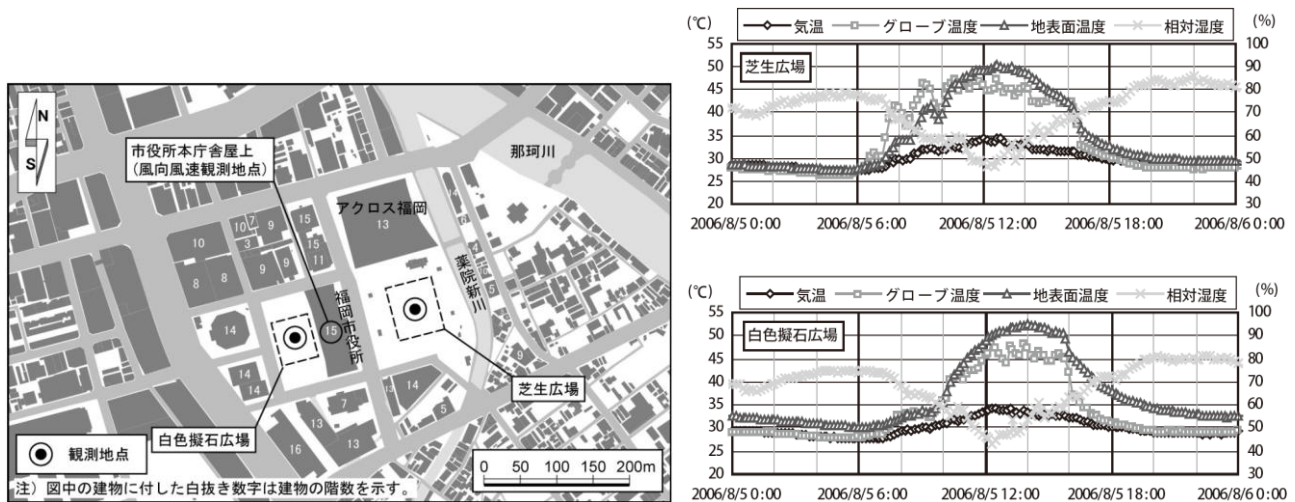 N
S
市役所本庁舎屋上
(風向風速観測地点)
那珂川
アクロス福岡
13
薬院新川
福岡市役所
15
10
7
9
15
10
3
8
9
9
11
8
14
14
14
14
7
13
13
16
5
9
5
6
芝生広場
白色擬石広場
観測地点
0 50 100 150 200m
注)図中の建物に付した白抜き数字は建物の階数を示す。
(℃) 気温 グローブ温度 地表面温度 相対湿度 (%)
芝生広場
55 50 45 40 35 30 25 20
100 90 80 70 60 50 40 30
2006/8/5 0:00 2006/8/5 6:00 2006/8/5 12:00 2006/8/5 18:00 2006/8/6 0:00
(℃) 気温 グローブ温度 地表面温度 相対湿度 (%)
白色擬石広場
55 50 45 40 35 30 25 20
100 90 80 70 60 50 40 30
2006/8/5 0:00 2006/8/5 6:00 2006/8/5 12:00 2006/8/5 18:00 2006/8/6 0:00